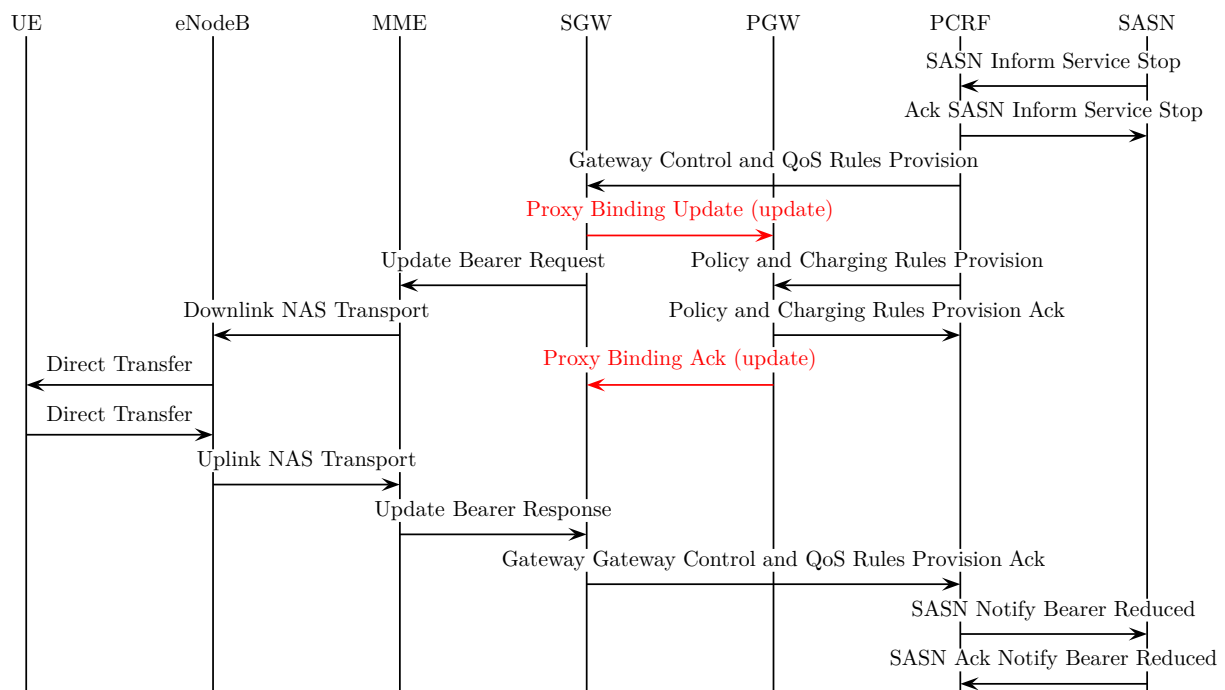 UE eNodeB MME SGW PGW PCRF SASN
SASN Inform Service Stop
Ack SASN Inform Service Stop
Gateway Control and QoS Rules Provision
Proxy Binding Update (update)
Update Bearer Request Policy and Charging Rules Provision
Downlink NAS Transport Policy and Charging Rules Provision Ack
Direct Transfer Proxy Binding Ack (update)
Direct Transfer
Uplink NAS Transport
Update Bearer Response
Gateway Gateway Control and QoS Rules Provision Ack
SASN Notify Bearer Reduced
SASN Ack Notify Bearer Reduced